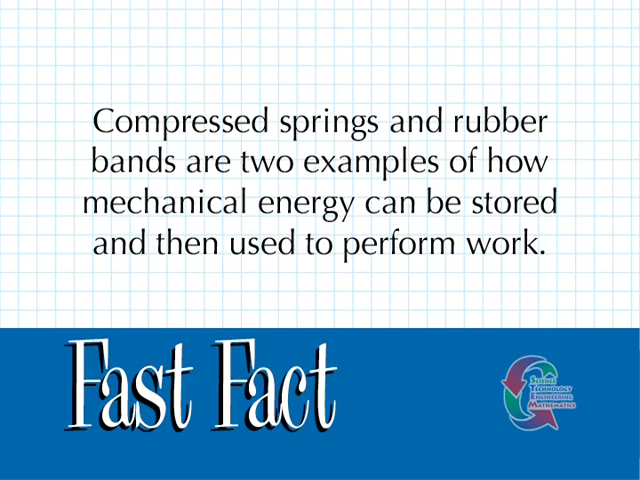 Compressed springs and rubber
bands are two examples of how
mechanical energy can be stored
and then used to perform work.
Fast Fact
Science
Technology
Engineering
Mathematics